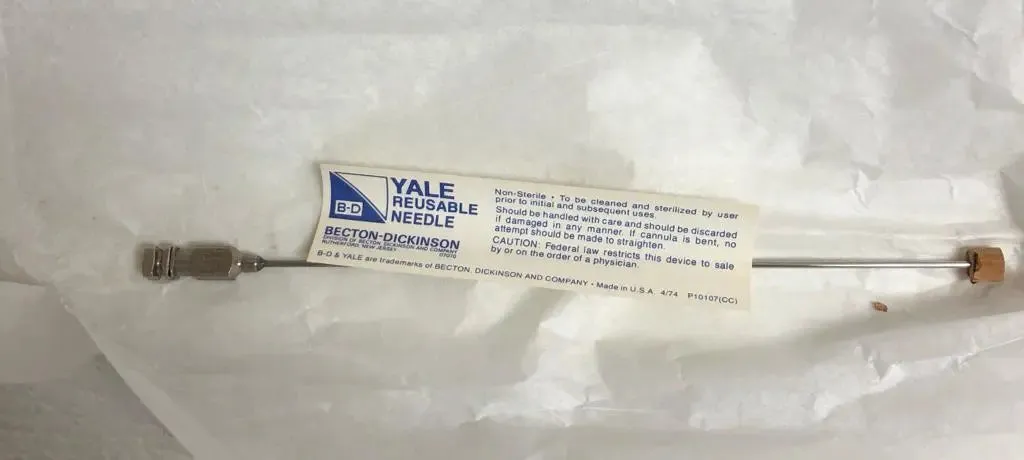 B-D
YALE
REUSABLE
NEEDLE
BECTON-DICKINSON
DIVISION OF BECTON, DICKINSON AND COMPANY
RUTHERFORD, NEW JERSEY 07070
Non-Sterile • To be cleaned and sterilized by user
prior to initial and subsequent uses.
Should be handled with care and should be discarded
if damaged in any manner. If cannula is bent, no
attempt should be made to straighten.
CAUTION: Federal law restricts this device to sale
by or on the order of a physician.
B-D & YALE are trademarks of BECTON, DICKINSON AND COMPANY • Made in U.S.A. 4/74 P10107(CC)